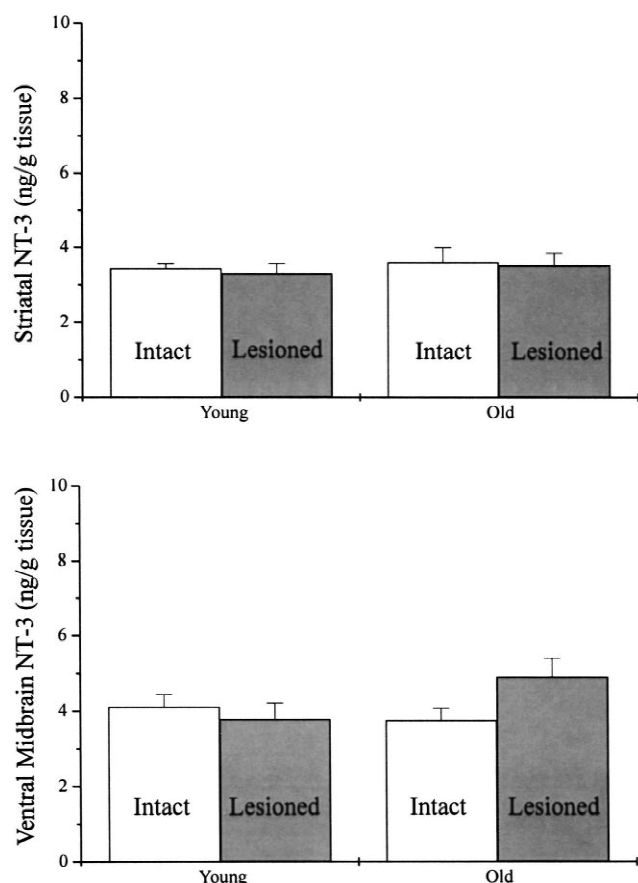 Striatal NT-3 (ng/g tissue)
10
8
6
4
2
0
Intact
Lesioned
Intact
Lesioned
Young
Old
Ventral Midbrain NT-3 (ng/g tissue)
10
8
6
4
2
0
Intact
Lesioned
Intact
Lesioned
Young
Old